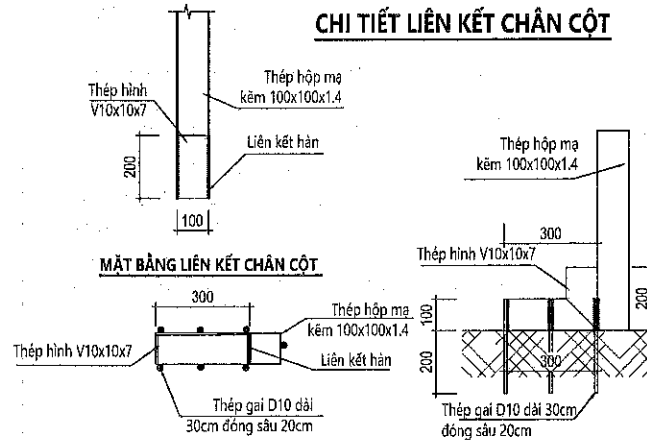 CHI TIẾT LIÊN KẾT CHÂN CỘT
Thép hình
V10x10x7
Thép hộp mạ
kẽm 100x100x1.4
Liên kết hàn
200
100
MẶT BẰNG LIÊN KẾT CHÂN CỘT
300
Thép hộp mạ
kẽm 100x100x1.4
Thép hình V10x10x7
Liên kết hàn
Thép gai D10 dài
30cm đóng sâu 20cm
Thép hộp mạ
kẽm 100x100x1.4
300
Thép hình V10x10x7
200
100
200
300
Thép gai D10 dài 30cm
đóng sâu 20cm